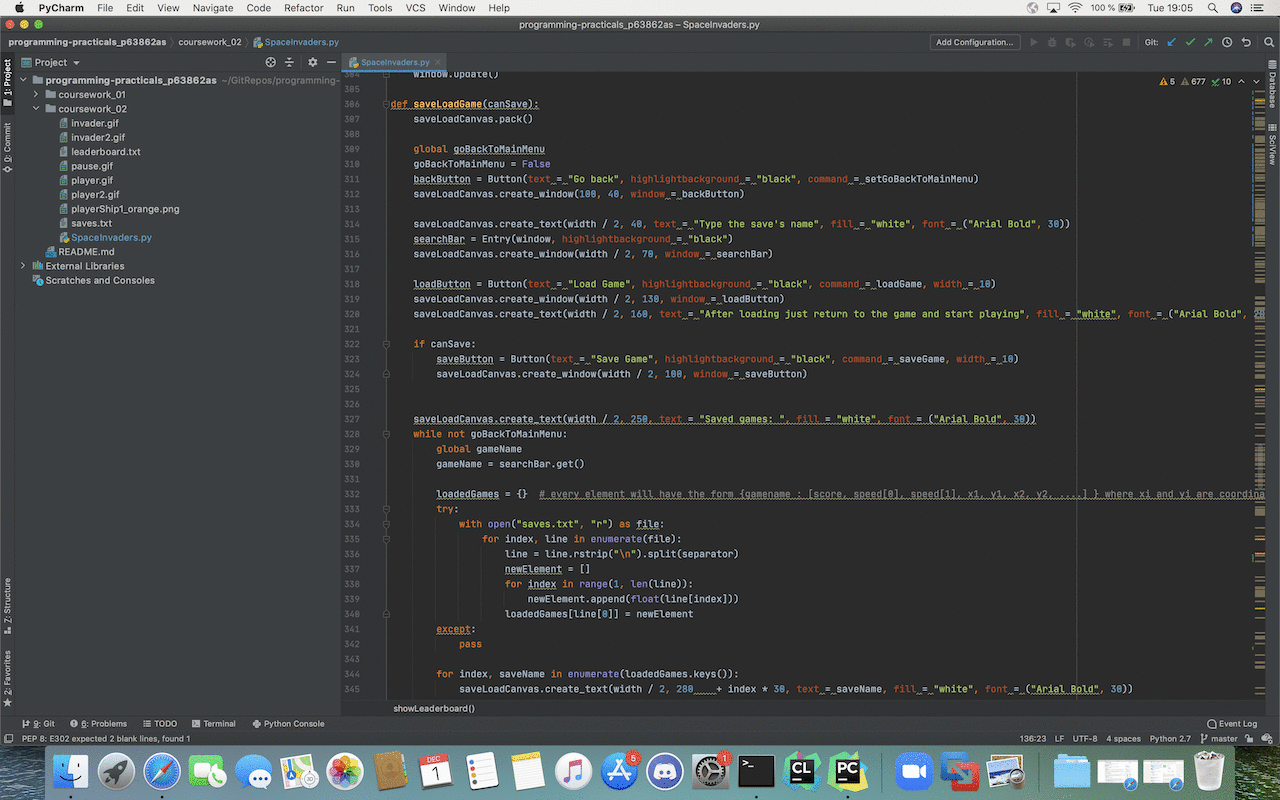 PyCharm File Edit View Navigate Code Refactor Run Tools VCS Window Help 100 % Tue 19:05
programming-practicals_p63862as – SpaceInvaders.py
programming-practicals_p63862as coursework_02 SpaceInvaders.py Add Configuration... Git:
Project SpaceInvaders.py
programming-practicals_p63862as ~/GitRepos/programming-
coursework_01
coursework_02
invader.gif
invader2.gif
leaderboard.txt
pause.gif
player.gif
player2.gif
playerShip1_orange.png
saves.txt
SpaceInvaders.py
README.md
External Libraries
Scratches and Consoles
1: Project
0: Commit
Z: Structure
2: Favorites
5 677 10
Database
SciView
304 window.update()
305
306 def saveLoadGame(canSave):
307 saveLoadCanvas.pack()
308
309 global goBackToMainMenu
310 goBackToMainMenu = False
311 backButton = Button(text = "Go back", highlightbackground = "black", command = setGoBackToMainMenu)
312 saveLoadCanvas.create_window(100, 40, window = backButton)
313
314 saveLoadCanvas.create_text(width / 2, 40, text = "Type the save's name", fill = "white", font = ("Arial Bold", 30))
315 searchBar = Entry(window, highlightbackground = "black")
316 saveLoadCanvas.create_window(width / 2, 70, window = searchBar)
317
318 loadButton = Button(text = "Load Game", highlightbackground = "black", command = loadGame, width = 10)
319 saveLoadCanvas.create_window(width / 2, 130, window = loadButton)
320 saveLoadCanvas.create_text(width / 2, 160, text = "After loading just return to the game and start playing", fill = "white", font = ("Arial Bold", 20
321
322 if canSave:
323 saveButton = Button(text = "Save Game", highlightbackground = "black", command = saveGame, width = 10)
324 saveLoadCanvas.create_window(width / 2, 100, window = saveButton)
325
326
327 saveLoadCanvas.create_text(width / 2, 250, text = "Saved games: ", fill = "white", font = ("Arial Bold", 30))
328 while not goBackToMainMenu:
329 global gameName
330 gameName = searchBar.get()
331
332 loadedGames = {} # every element will have the form {gamename : [score, speed[0], speed[1], x1, y1, x2, y2, ....] } where xi and yi are coordina
333 try:
334 with open("saves.txt", "r") as file:
335 for index, line in enumerate(file):
336 line = line.rstrip("\n").split(separator)
337 newElement = []
338 for index in range(1, len(line)):
339 newElement.append(float(line[index]))
340 loadedGames[line[0]] = newElement
341 except:
342 pass
343
344 for index, saveName in enumerate(loadedGames.keys()):
345 saveLoadCanvas.create_text(width / 2, 280 + index * 30, text = saveName, fill = "white", font = ("Arial Bold", 30))
showLeaderboard()
9: Git 6: Problems TODO Terminal Python Console Event Log
PEP 8: E302 expected 2 blank lines, found 1 136:23 LF UTF-8 4 spaces Python 2.7 master
DEC
1
5
1
CL
PC